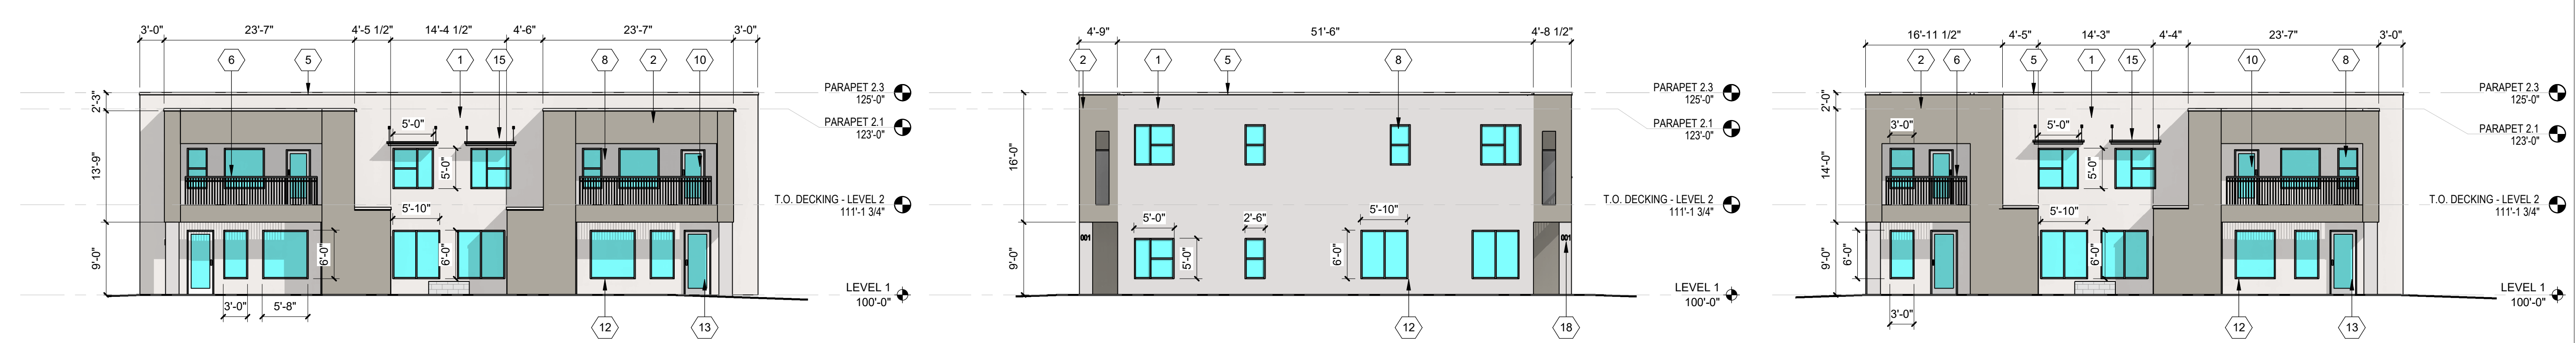 3'-0" 23'-7" 4'-5 1/2" 14'-4 1/2" 4'-6" 23'-7" 3'-0"
6 5 1 15 8 2 10
PARAPET 2.3
125'-0"
2'-3"
PARAPET 2.1
123'-0"
5'-0"
13'-9"
5'-0"
T.O. DECKING - LEVEL 2
111'-1 3/4"
5'-10"
9'-0"
6'-0"
6'-0"
LEVEL 1
100'-0"
3'-0" 5'-8"
12 13
4'-9" 51'-6" 4'-8 1/2"
2 1 5 8
PARAPET 2.3
125'-0"
PARAPET 2.1
123'-0"
16'-0"
T.O. DECKING - LEVEL 2
111'-1 3/4"
5'-0" 2'-6" 5'-10"
001 001
9'-0"
5'-0"
6'-0"
LEVEL 1
100'-0"
12 18
16'-11 1/2" 4'-5" 14'-3" 4'-4" 23'-7" 3'-0"
2 6 5 1 15 10 8
PARAPET 2.3
125'-0"
2'-0"
PARAPET 2.1
123'-0"
3'-0" 5'-0"
14'-0"
5'-0"
T.O. DECKING - LEVEL 2
111'-1 3/4"
5'-10"
9'-0"
6'-0"
6'-0"
LEVEL 1
100'-0"
3'-0"
12 13